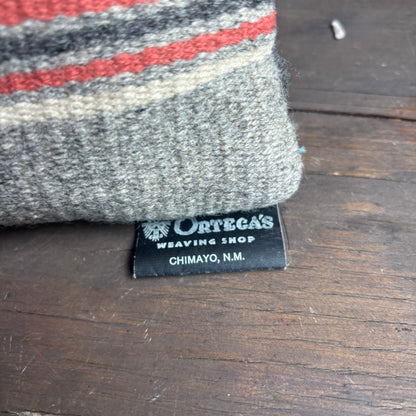 ORTEGA'S
WEAVING SHOP
CHIMAYO, N.M.